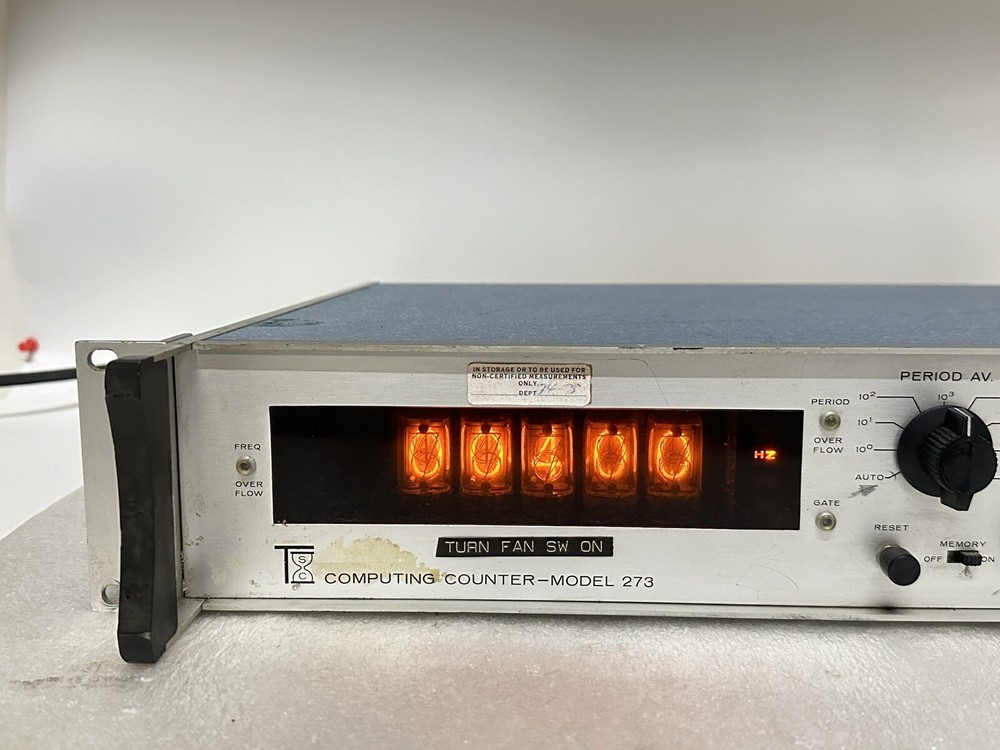 IN STORAGE OR TO BE USED FOR
NON-CERTIFIED MEASUREMENTS
ONLY.
DEPT.
PERIOD AV.
PERIOD
10²
10³
10¹
OVER
FLOW
10⁰
AUTO
FREQ
OVER
FLOW
HZ
GATE
RESET
MEMORY
OFF
ON
TURN FAN SW ON
TSC
COMPUTING COUNTER-MODEL 273